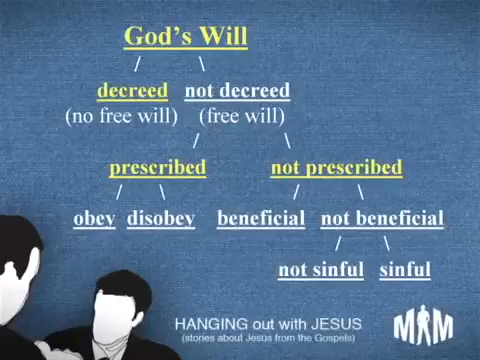 God's Will
decreed not decreed
(no free will) (free will)
prescribed not prescribed
obey disobey beneficial not beneficial
not sinful sinful
HANGING out with JESUS
(stories about Jesus from the Gospels)
MM